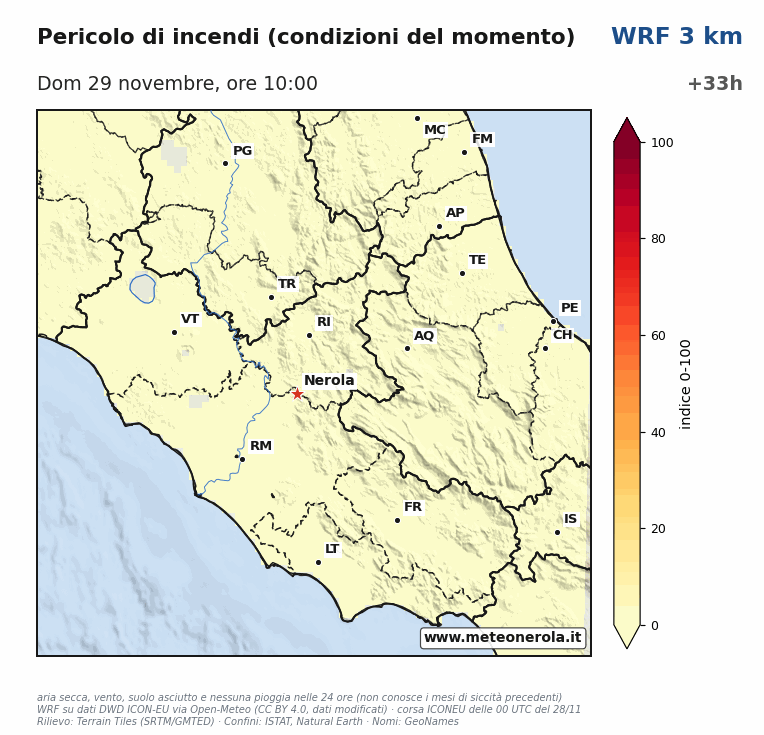 Pericolo di incendi (condizioni del momento) WRF 3 km
Dom 29 novembre, ore 10:00 +33h
MC
FM
PG
AP
TE
TR
PE
VT
RI
AQ
CH
Nerola
RM
FR
IS
LT
www.meteonerola.it
100
80
60
40
20
0
indice 0-100
aria secca, vento, suolo asciutto e nessuna pioggia nelle 24 ore (non conosce i mesi di siccità precedenti)
WRF su dati DWD ICON-EU via Open-Meteo (CC BY 4.0, dati modificati) · corsa ICONEU delle 00 UTC del 28/11
Rilievo: Terrain Tiles (SRTM/GMTED) · Confini: ISTAT, Natural Earth · Nomi: GeoNames